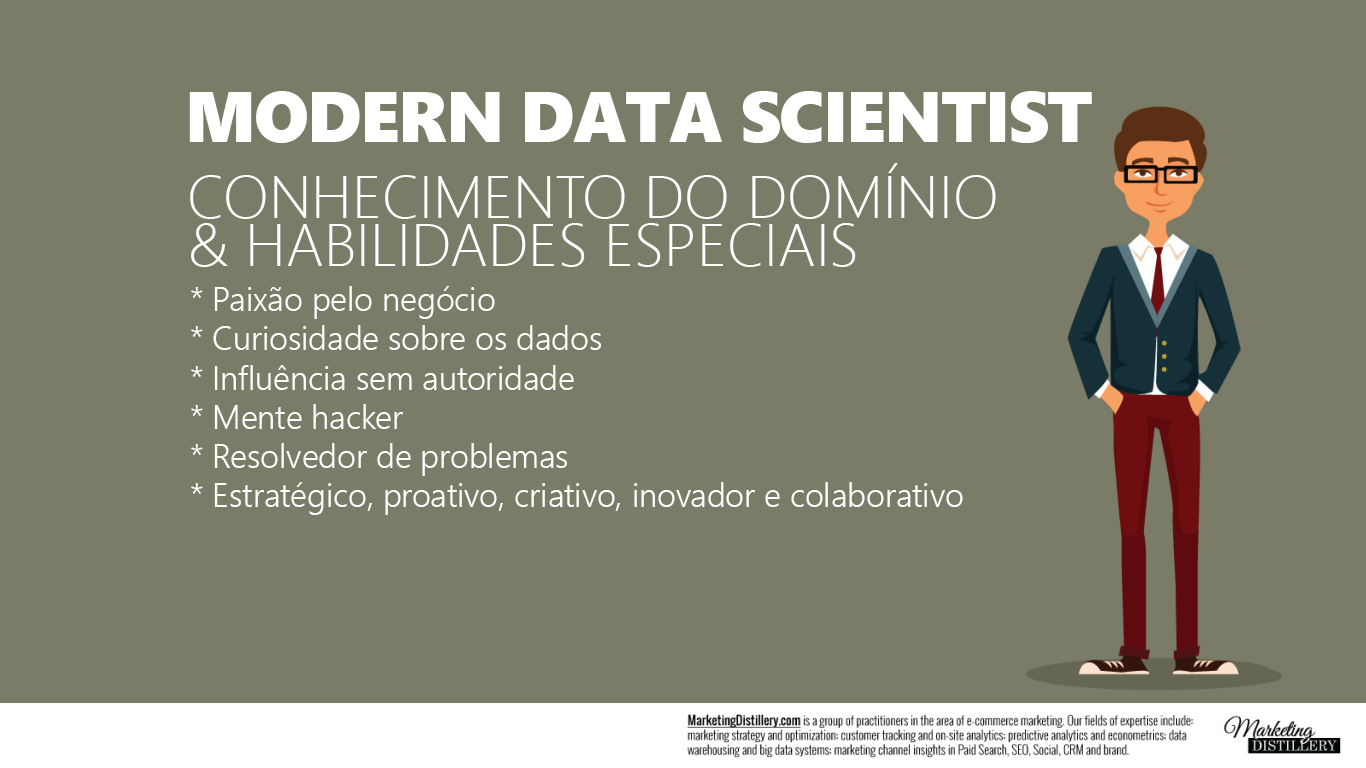 MODERN DATA SCIENTIST
CONHECIMENTO DO DOMÍNIO
& HABILIDADES ESPECIAIS
* Paixão pelo negócio
* Curiosidade sobre os dados
* Influência sem autoridade
* Mente hacker
* Resolvedor de problemas
* Estratégico, proativo, criativo, inovador e colaborativo
MarketingDistillery.com is a group of practitioners in the area of e-commerce marketing. Our fields of expertise include:
marketing strategy and optimization; customer tracking and on-site analytics; predictive analytics and econometrics; data
warehousing and big data systems; marketing channel insights in Paid Search, SEO, Social, CRM and brand.
Marketing
DISTILLERY